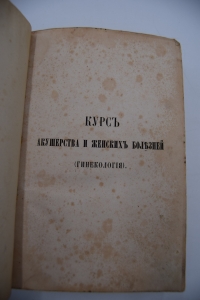 КУРСЪ
АКУШЕРСТВА И ЖЕНСКИХЪ БОЛѢЗНЕЙ
(ГИНЕКОЛОГІИ).